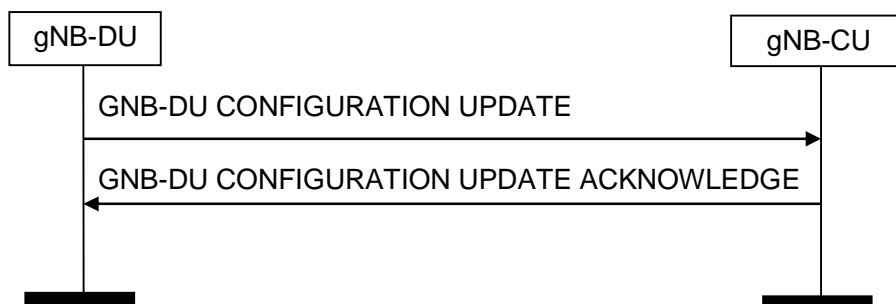 gNB-DU
gNB-CU
GNB-DU CONFIGURATION UPDATE
GNB-DU CONFIGURATION UPDATE ACKNOWLEDGE